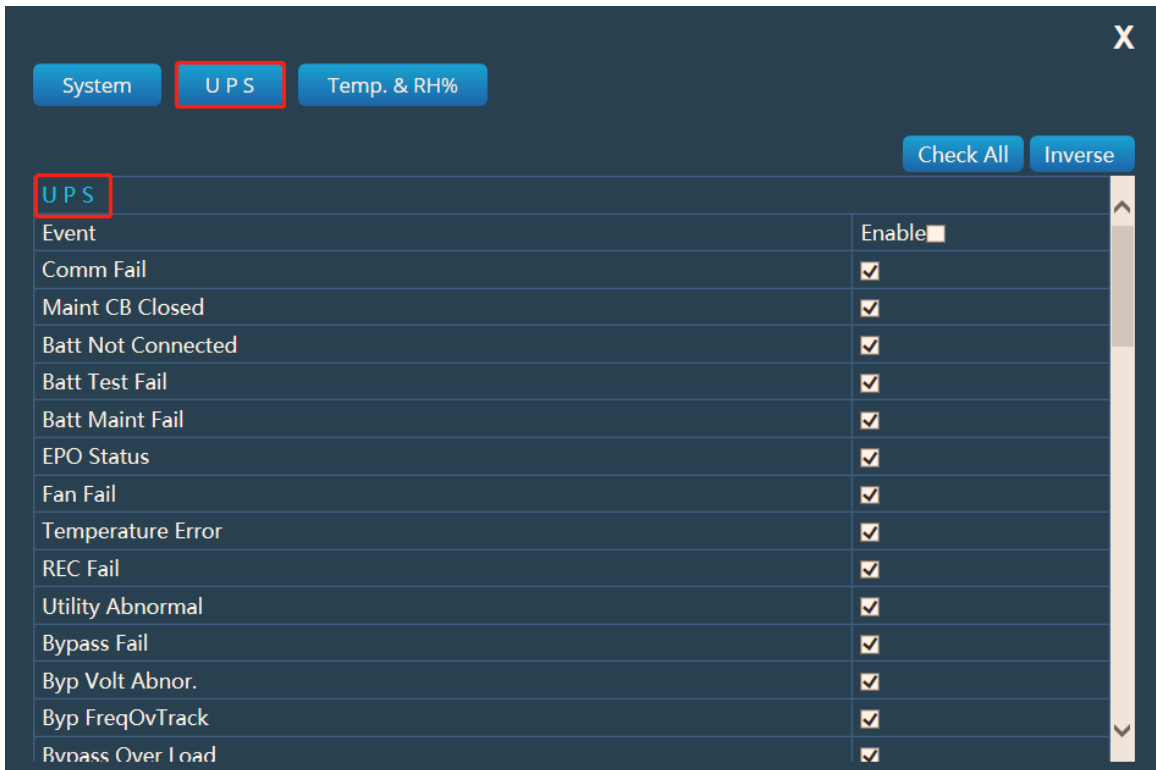 X
System U P S Temp. & RH%
Check All Inverse
U P S
Event Enable
Comm Fail
Maint CB Closed
Batt Not Connected
Batt Test Fail
Batt Maint Fail
EPO Status
Fan Fail
Temperature Error
REC Fail
Utility Abnormal
Bypass Fail
Byp Volt Abnor.
Byp FreqOvTrack
Bypass Over Load